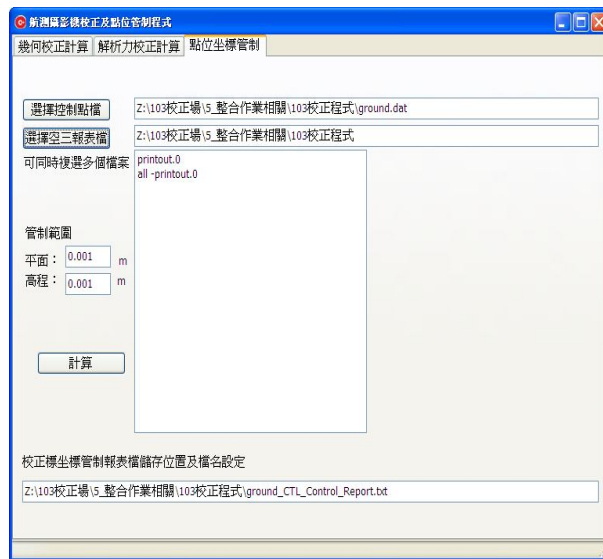 航測攝影機校正及點位管制程式
幾何校正計算 解析力校正計算 點位坐標管制
選擇控制點檔 Z:\103校正場\5_整合作業相關\103校正程式\ground.dat
選擇空三報表檔 Z:\103校正場\5_整合作業相關\103校正程式
可同時複選多個檔案 printout.0
all -printout.0
管制範圍
平面： 0.001 m
高程： 0.001 m
計算
校正標坐標管制報表檔儲存位置及檔名設定
Z:\103校正場\5_整合作業相關\103校正程式\ground_CTL_Control_Report.txt